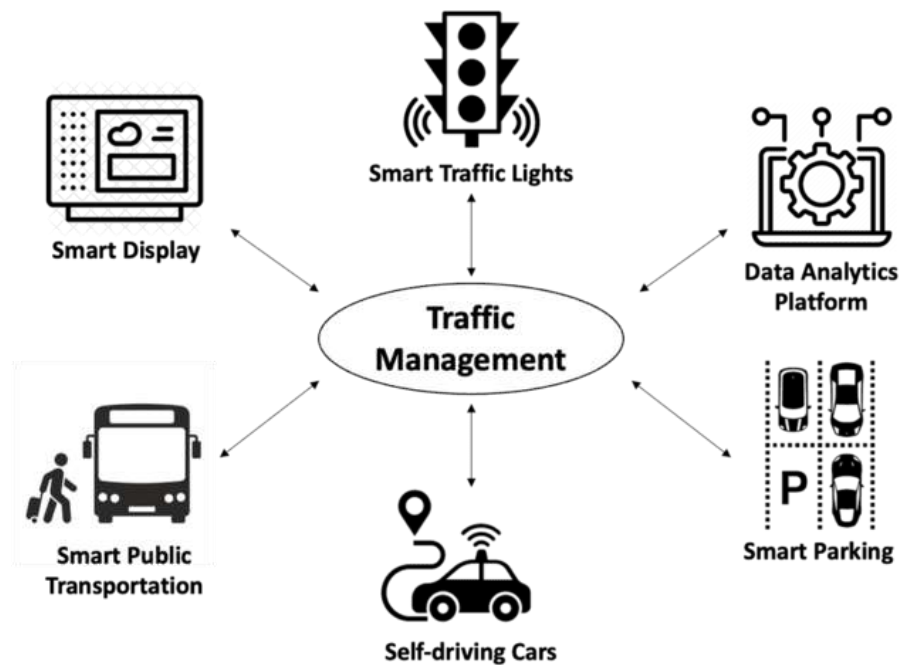 Smart Traffic Lights
Smart Display
Data Analytics
Platform
Traffic
Management
Smart Public
Transportation
P
Smart Parking
Self-driving Cars